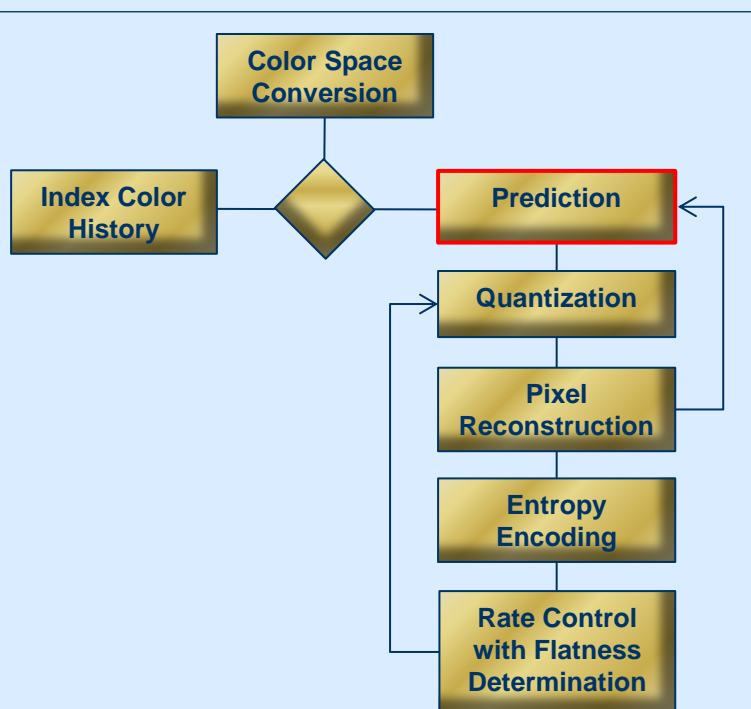 Color Space
Conversion
Index Color
History
Prediction
Quantization
Pixel
Reconstruction
Entropy
Encoding
Rate Control
with Flatness
Determination